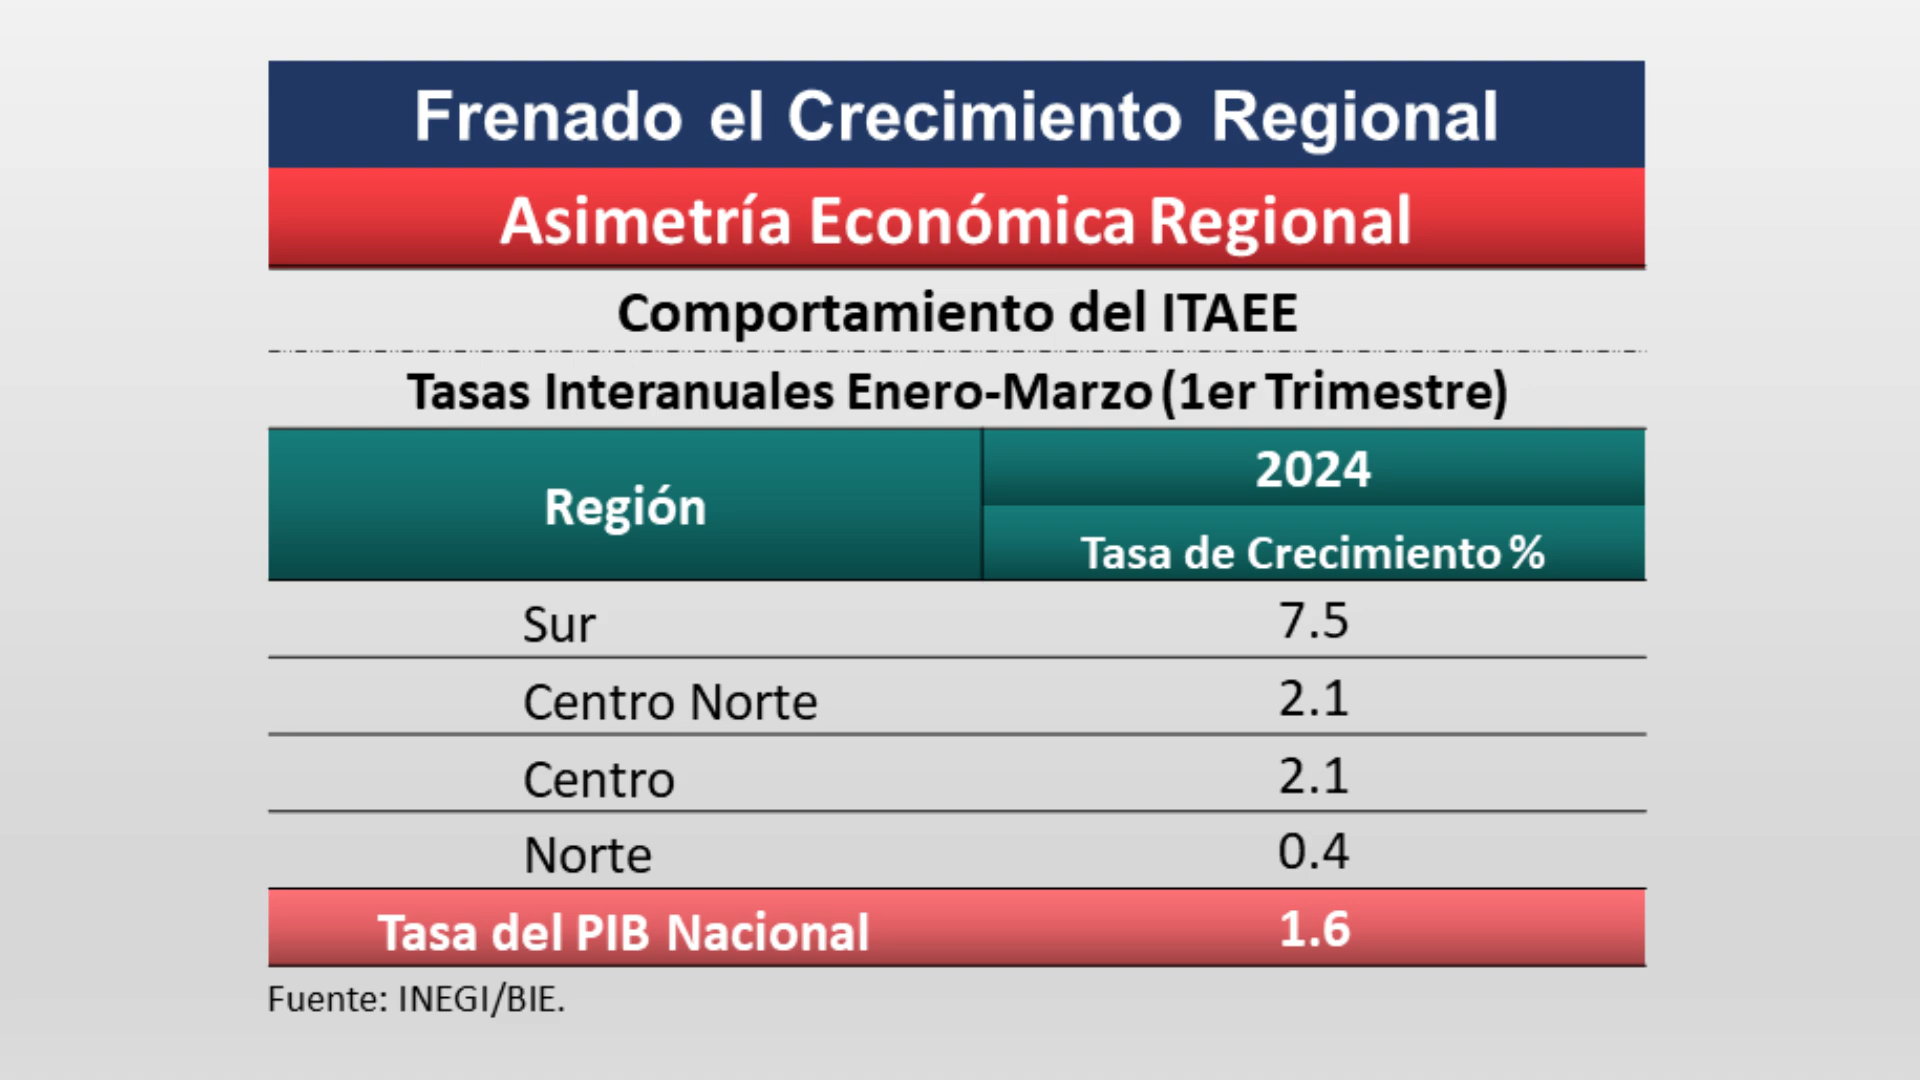 Frenado el Crecimiento Regional
Asimetría Económica Regional
Comportamiento del ITAEE
Tasas Interanuales Enero-Marzo (1er Trimestre)
Región
2024
Tasa de Crecimiento %
Sur 7.5
Centro Norte 2.1
Centro 2.1
Norte 0.4
Tasa del PIB Nacional 1.6
Fuente: INEGI/BIE.